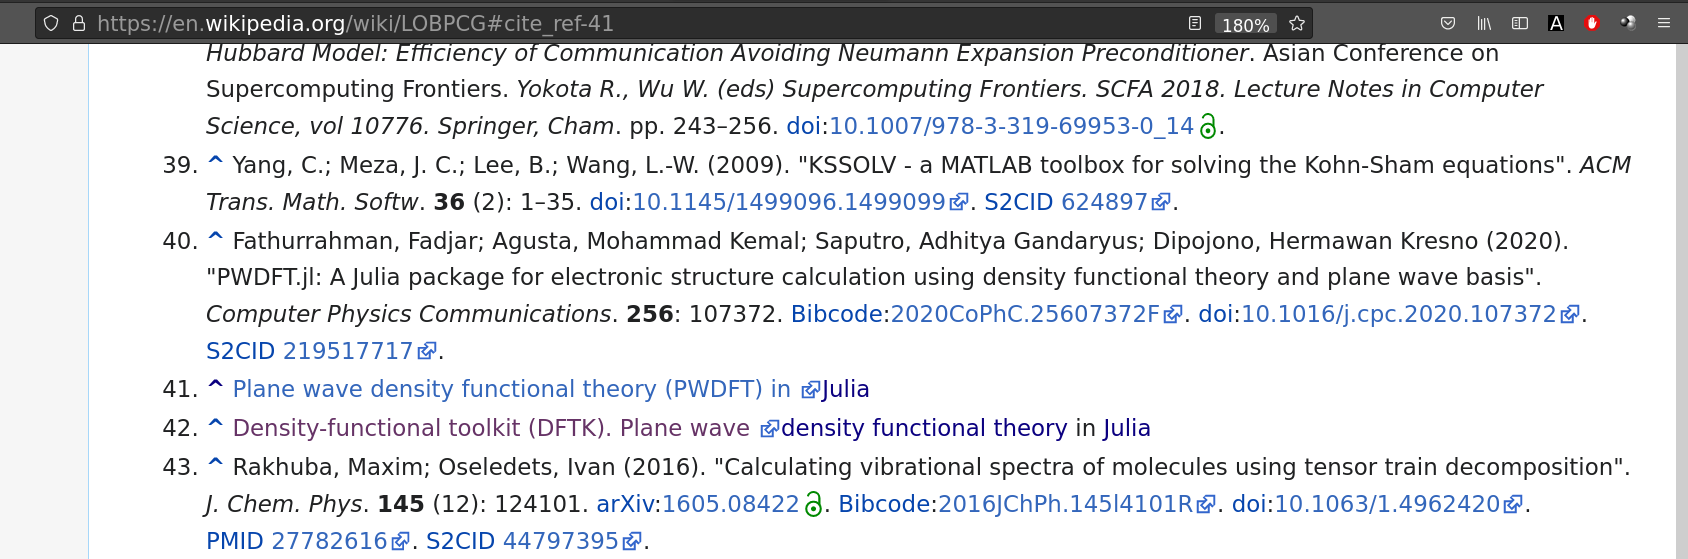 https://en.wikipedia.org/wiki/LOBPCG#cite_ref-41 180% A
Hubbard Model: Efficiency of Communication Avoiding Neumann Expansion Preconditioner. Asian Conference on
Supercomputing Frontiers. Yokota R., Wu W. (eds) Supercomputing Frontiers. SCFA 2018. Lecture Notes in Computer
Science, vol 10776. Springer, Cham. pp. 243–256. doi:10.1007/978-3-319-69953-0_14.
39. ^ Yang, C.; Meza, J. C.; Lee, B.; Wang, L.-W. (2009). "KSSOLV - a MATLAB toolbox for solving the Kohn-Sham equations". ACM
Trans. Math. Softw. 36 (2): 1–35. doi:10.1145/1499096.1499099. S2CID 624897.
40. ^ Fathurrahman, Fadjar; Agusta, Mohammad Kemal; Saputro, Adhitya Gandaryus; Dipojono, Hermawan Kresno (2020).
"PWDFT.jl: A Julia package for electronic structure calculation using density functional theory and plane wave basis".
Computer Physics Communications. 256: 107372. Bibcode:2020CoPhC.25607372F. doi:10.1016/j.cpc.2020.107372.
S2CID 219517717.
41. ^ Plane wave density functional theory (PWDFT) in Julia
42. ^ Density-functional toolkit (DFTK). Plane wave density functional theory in Julia
43. ^ Rakhuba, Maxim; Oseledets, Ivan (2016). "Calculating vibrational spectra of molecules using tensor train decomposition".
J. Chem. Phys. 145 (12): 124101. arXiv:1605.08422. Bibcode:2016JChPh.145l4101R. doi:10.1063/1.4962420.
PMID 27782616. S2CID 44797395.